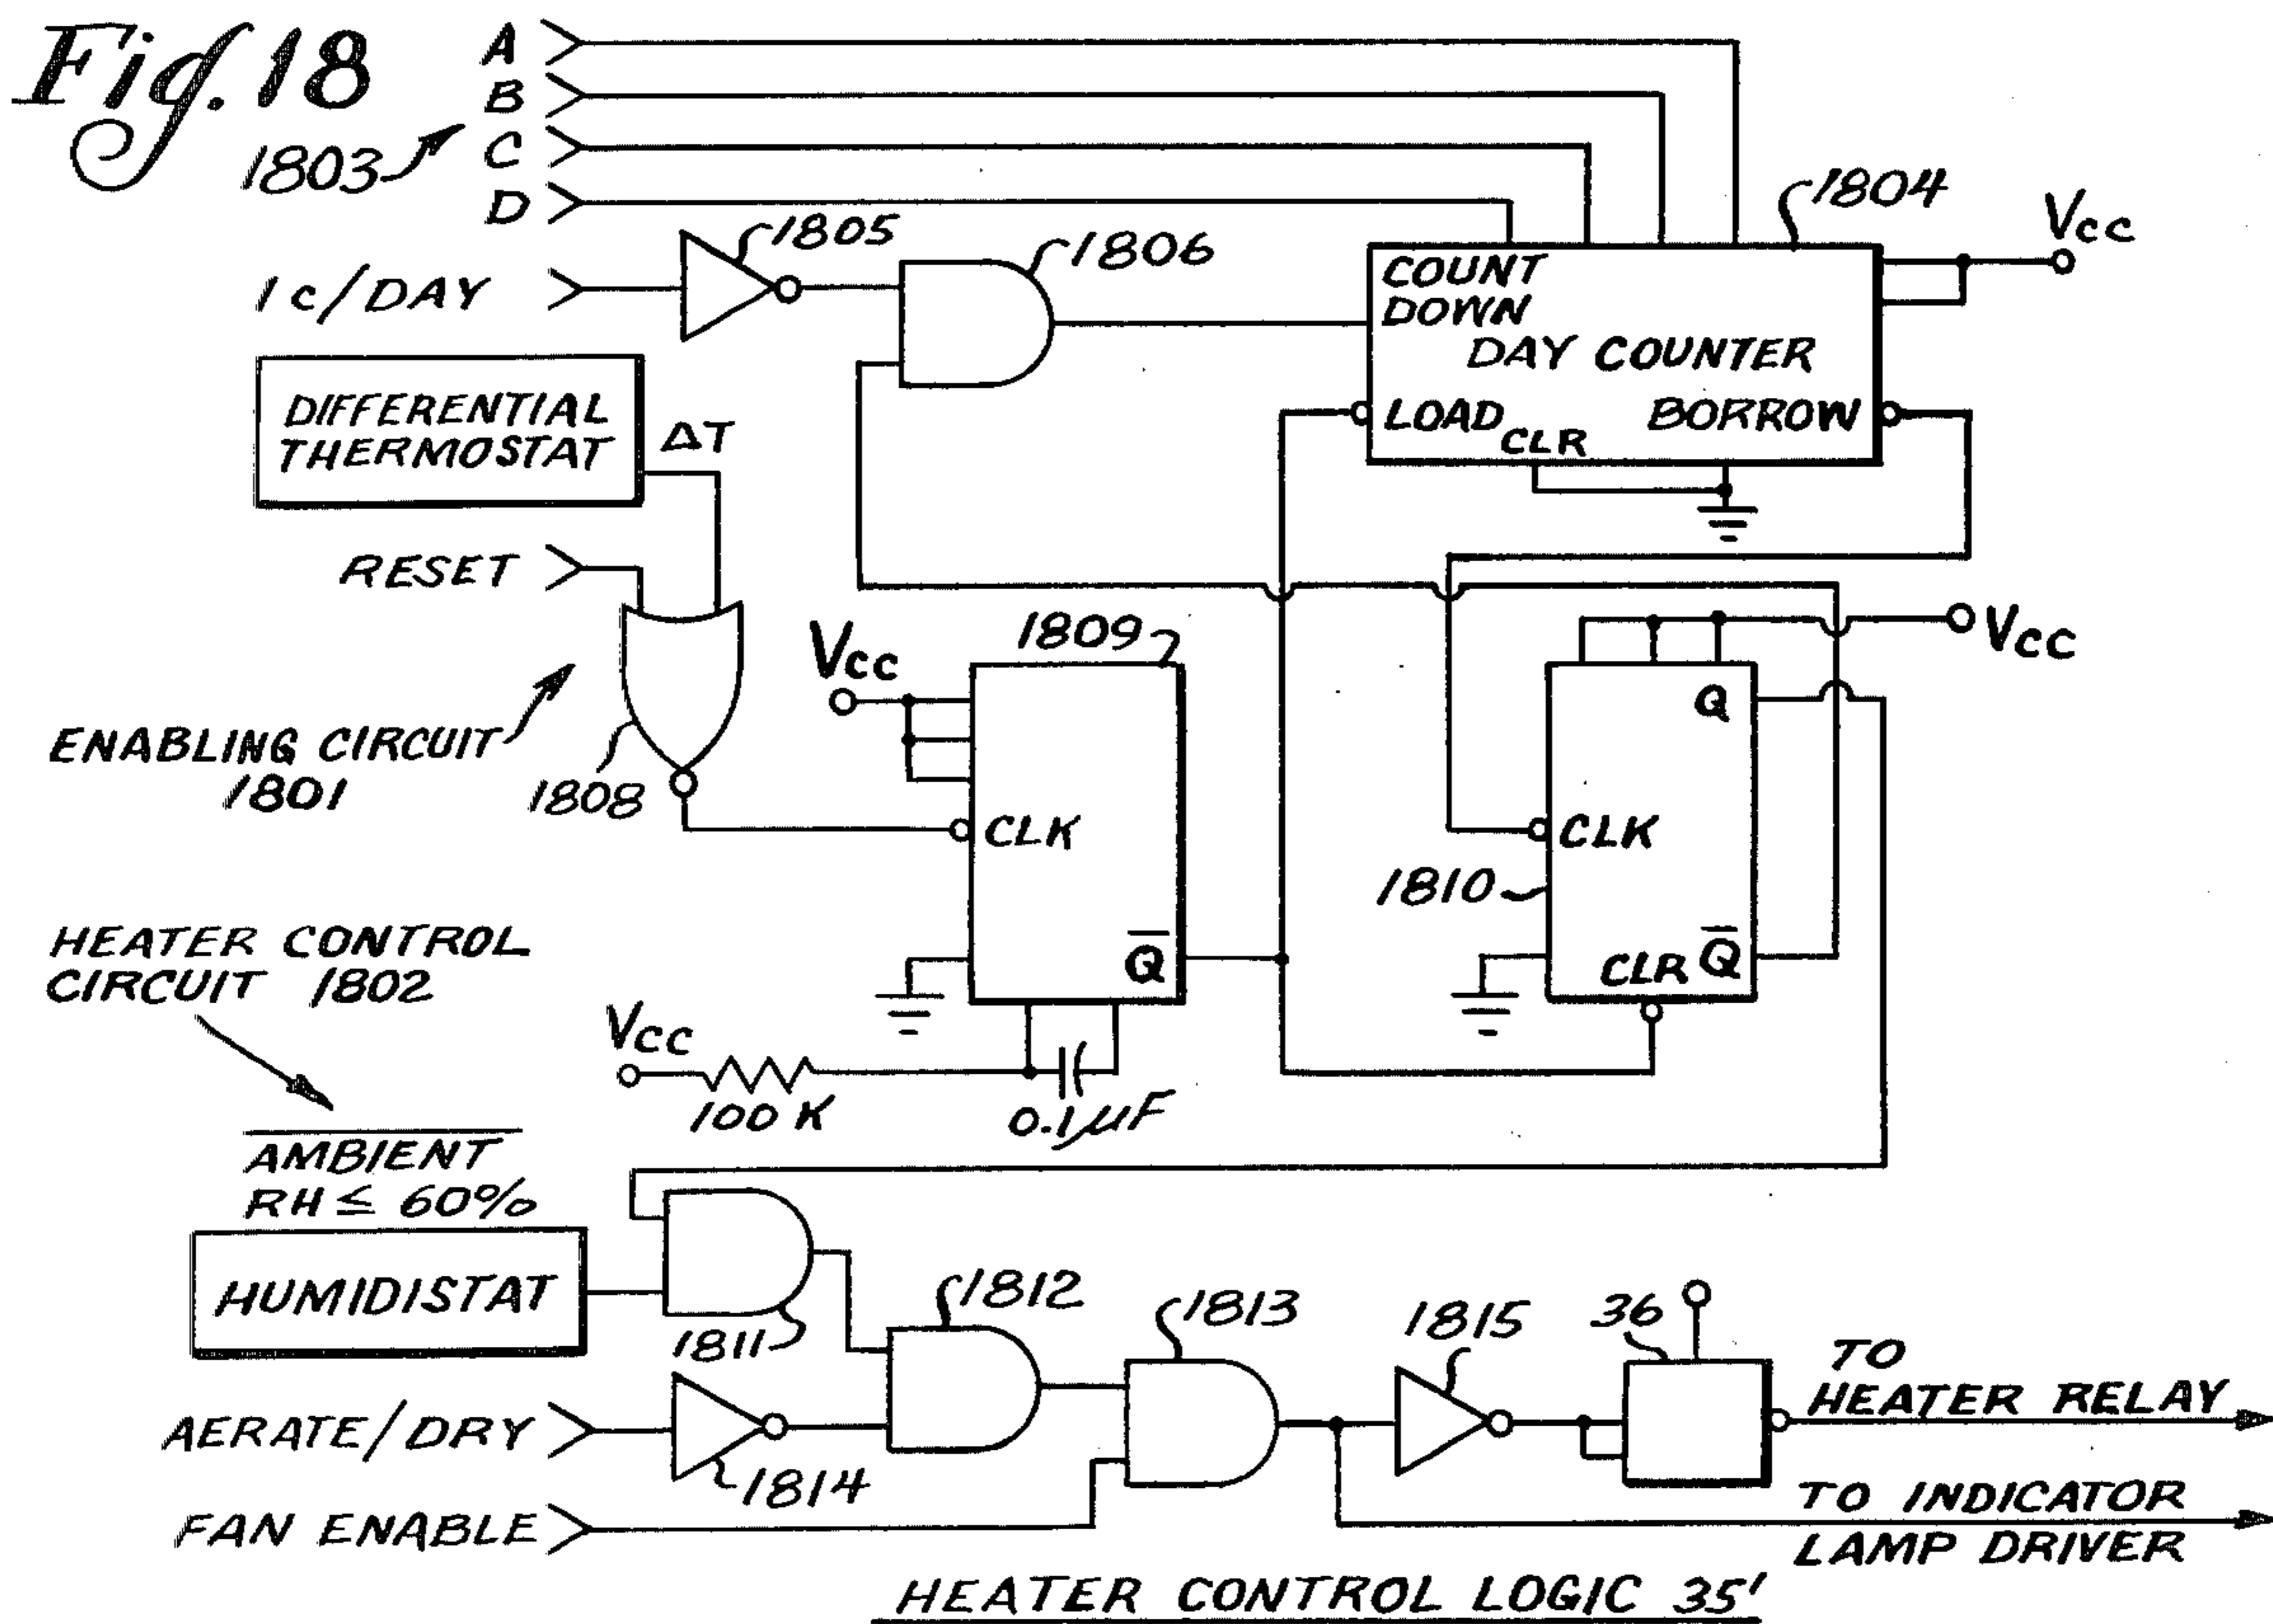 Fig. 18
1803
A
B
C
D
1804
Vcc
1 c/DAY
1805
1806
COUNT
DOWN
DAY COUNTER
LOAD
CLR
BORROW
DIFFERENTIAL
THERMOSTAT
ΔT
RESET
ENABLING CIRCUIT
1801
1808
Vcc
1809
CLK
Q̅
Vcc
Q
CLK
1810
CLR
Q̅
HEATER CONTROL
CIRCUIT 1802
Vcc
100 K
0.1 µF
A̅M̅B̅I̅E̅N̅T̅
RH ≤ 60%
HUMIDISTAT
1811
1812
1813
1815
36
TO
HEATER RELAY
AERATE/DRY
1814
FAN ENABLE
TO INDICATOR
LAMP DRIVER
HEATER CONTROL LOGIC 35'